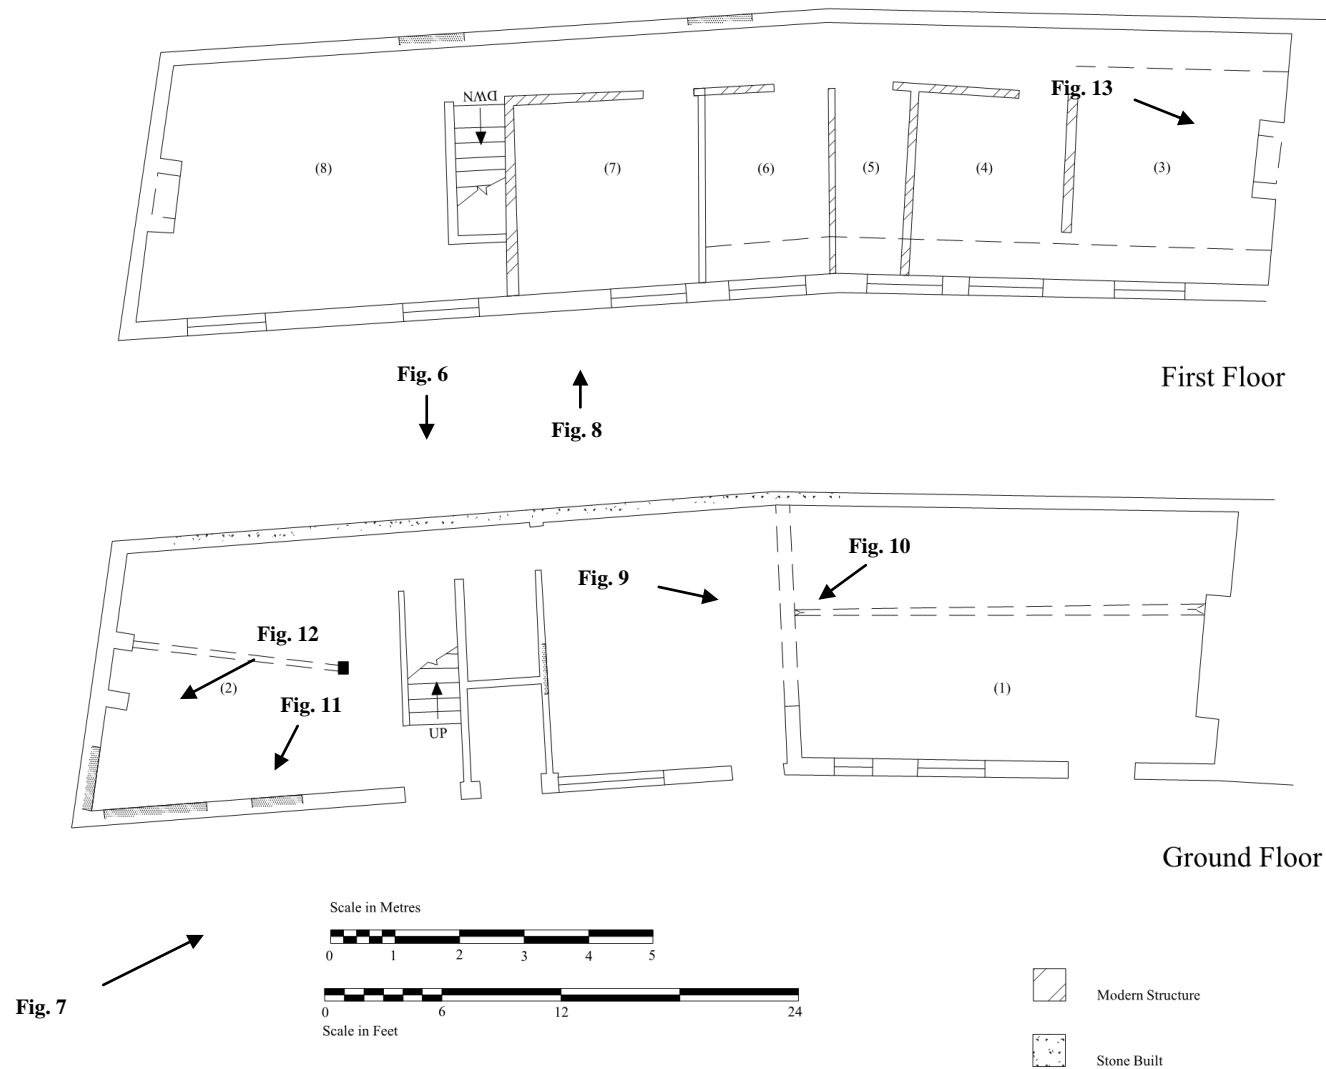 DWN
Fig. 13
(8)
(7)
(6)
(5)
(4)
(3)
Fig. 6
First Floor
Fig. 8
Fig. 10
Fig. 9
Fig. 12
(2)
(1)
Fig. 11
UP
Ground Floor
Scale in Metres
0 1 2 3 4 5
Fig. 7
Modern Structure
0 6 12 24
Scale in Feet
Stone Built